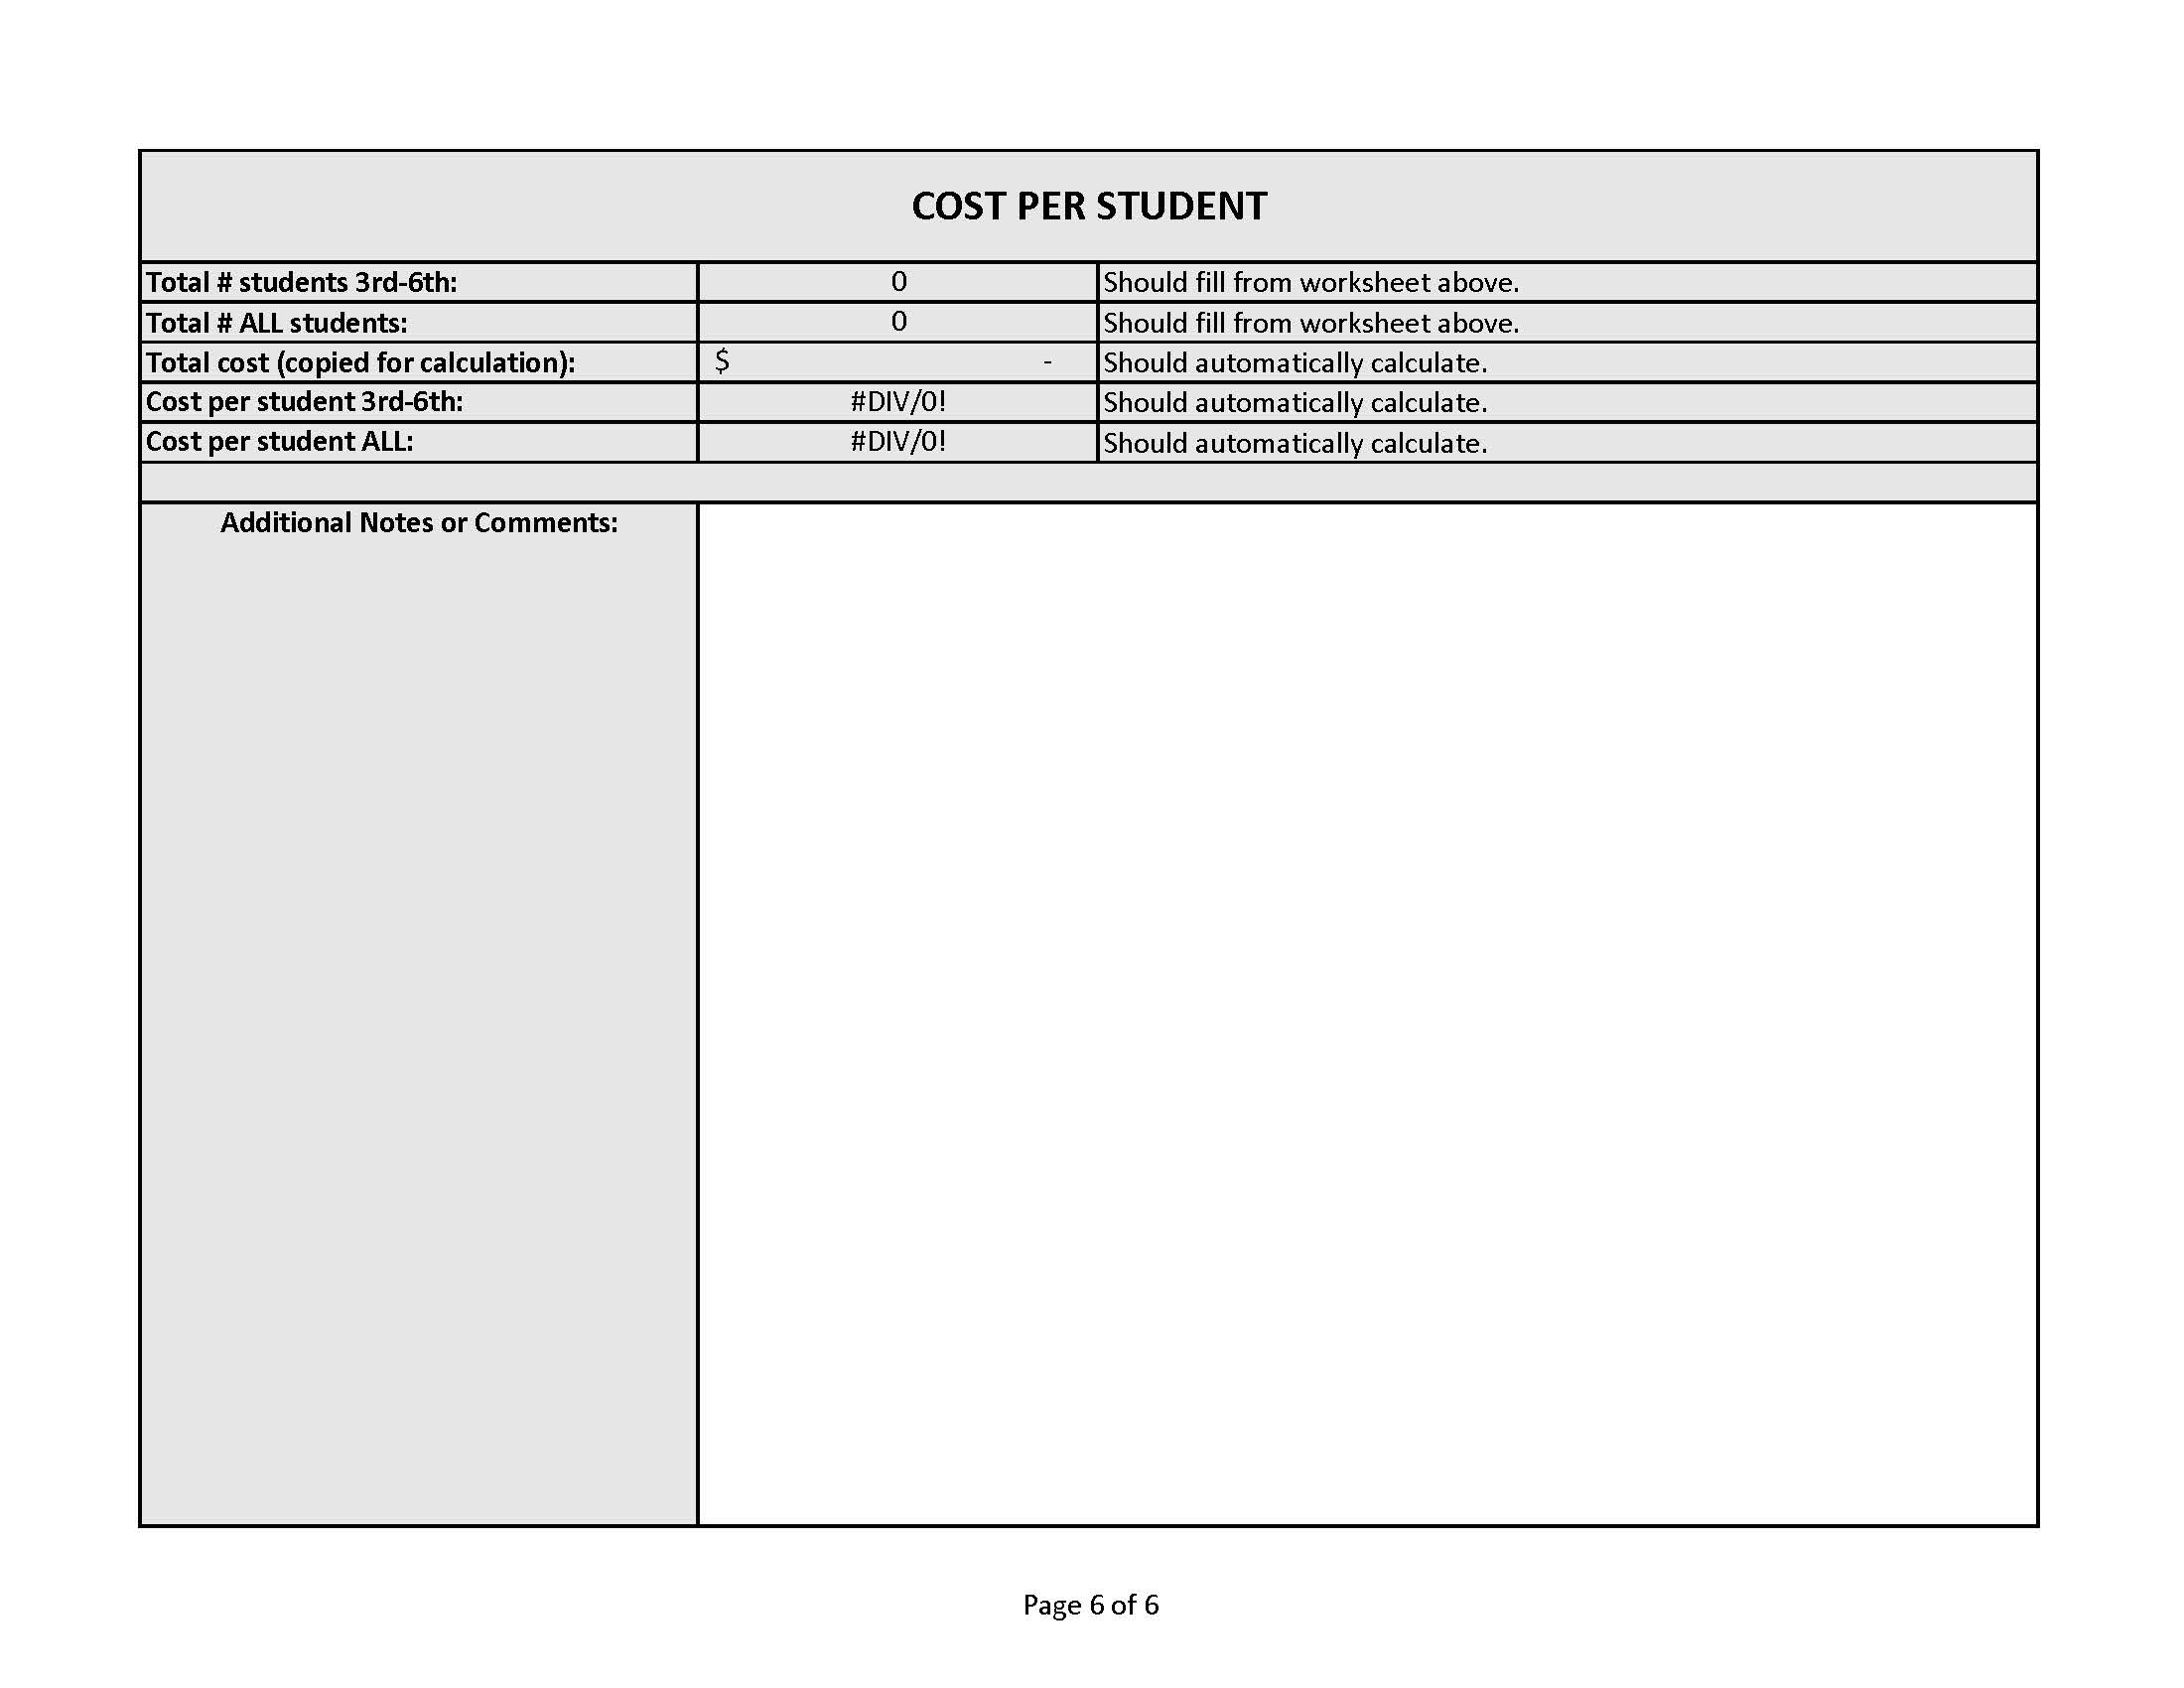 COST PER STUDENT
Total # students 3rd-6th: 0 Should fill from worksheet above.
Total # ALL students: 0 Should fill from worksheet above.
Total cost (copied for calculation): $ - Should automatically calculate.
Cost per student 3rd-6th: #DIV/0! Should automatically calculate.
Cost per student ALL: #DIV/0! Should automatically calculate.
Additional Notes or Comments:
Page 6 of 6